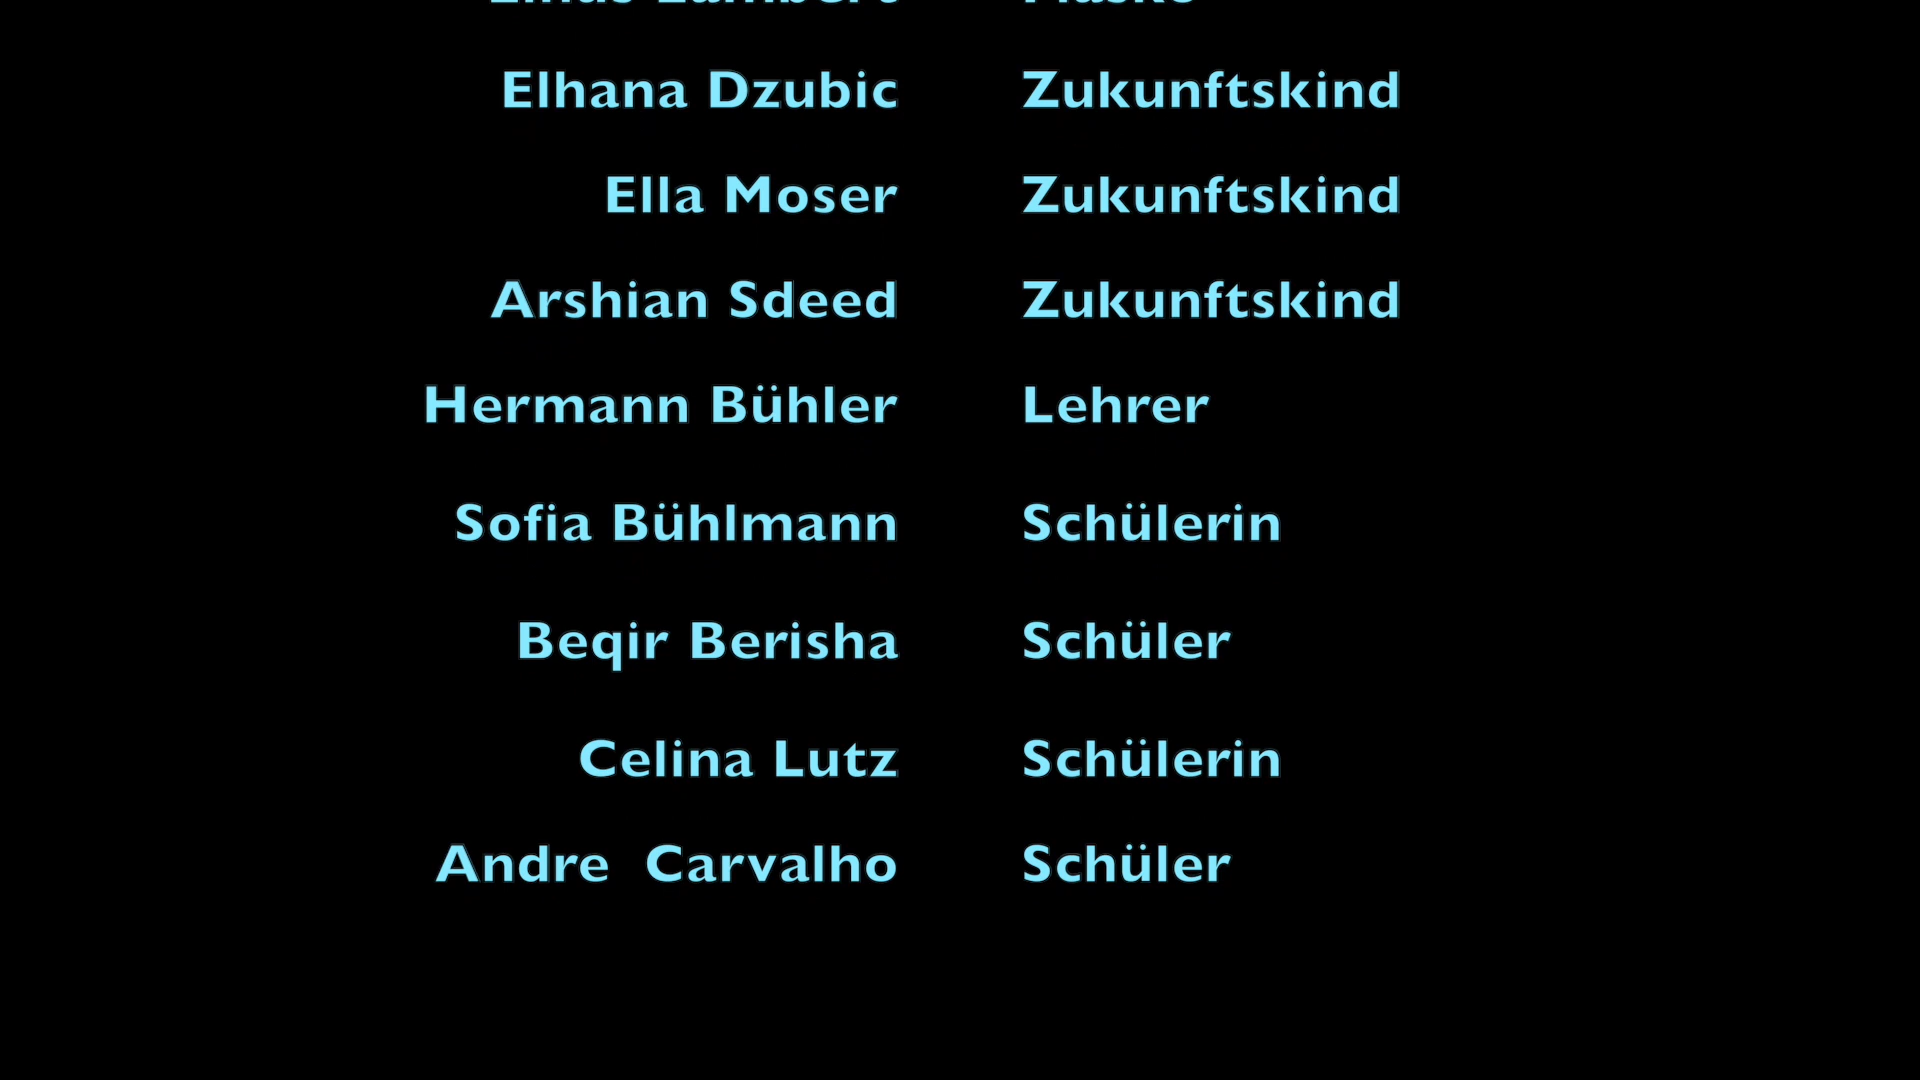 Elhana Dzubic Zukunftskind
Ella Moser Zukunftskind
Arshian Sdeed Zukunftskind
Hermann Bühler Lehrer
Sofia Bühlmann Schülerin
Beqir Berisha Schüler
Celina Lutz Schülerin
Andre  Carvalho Schüler